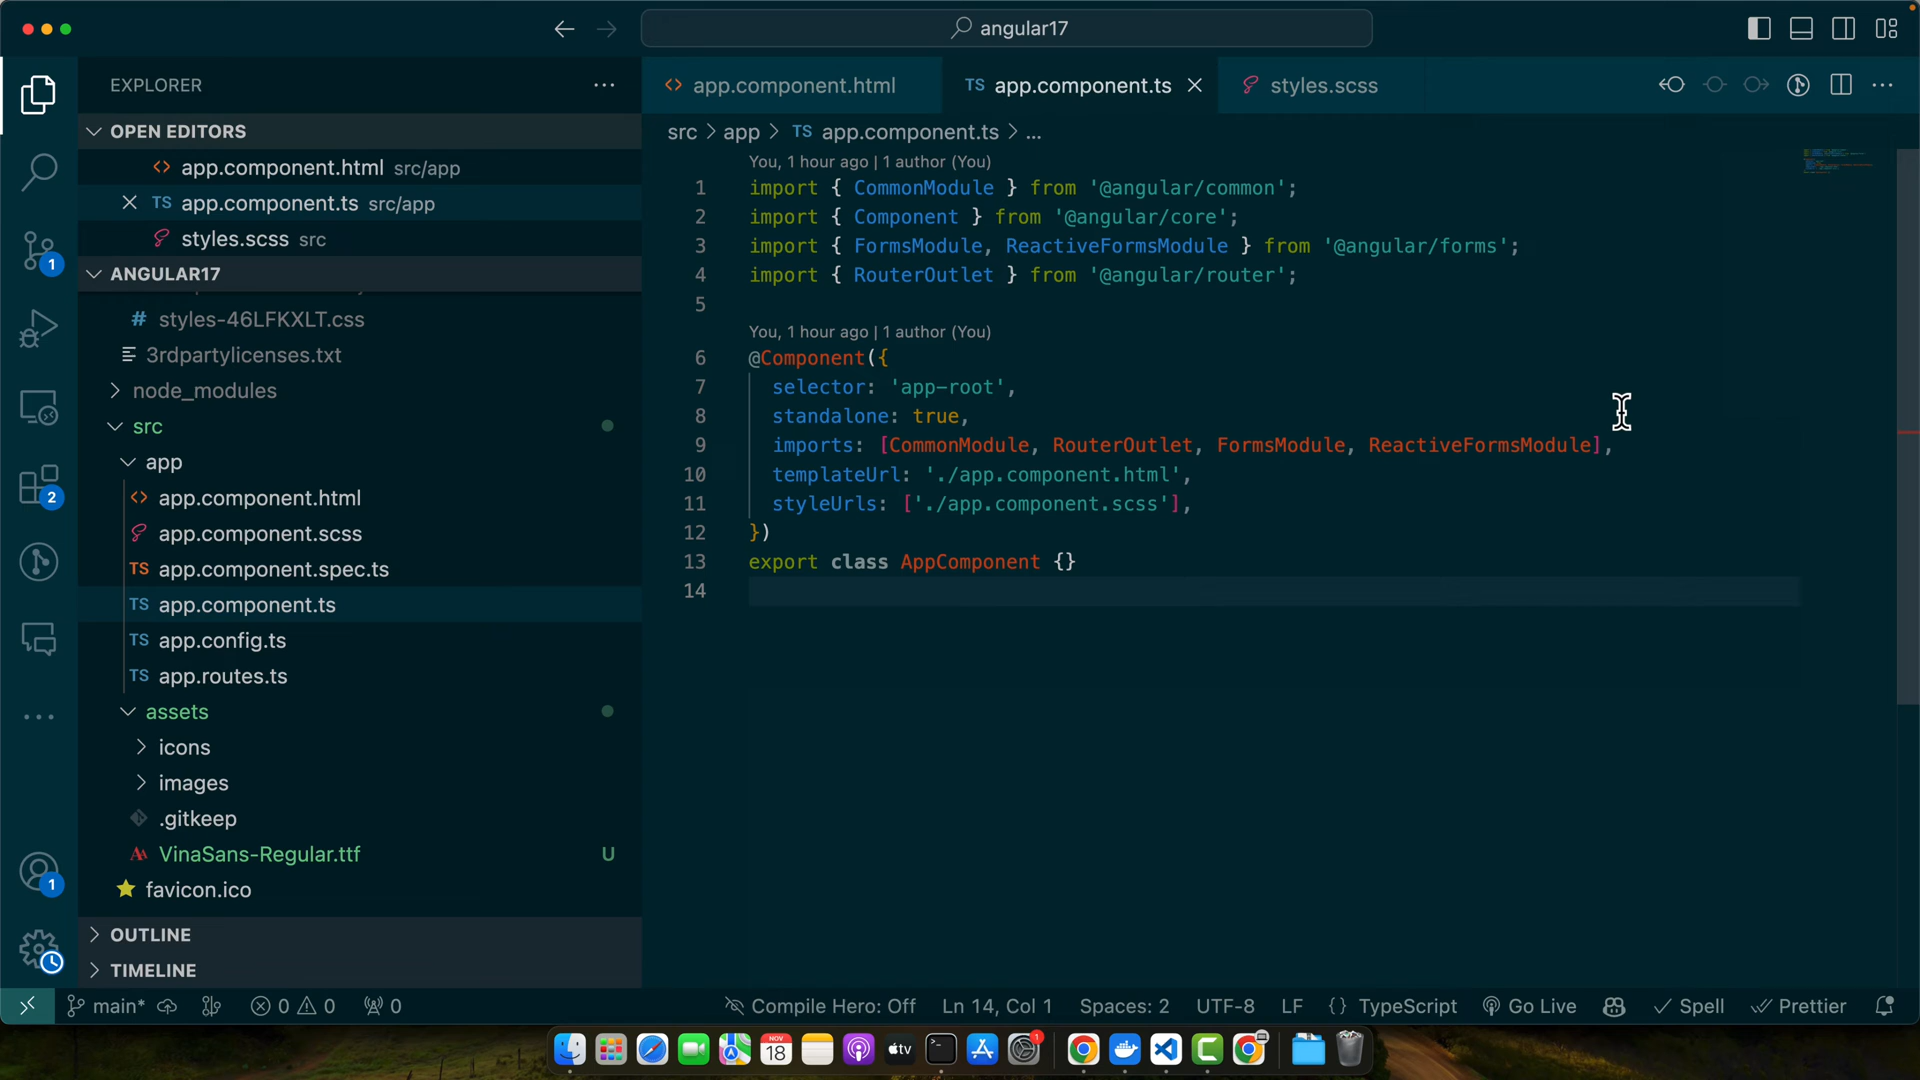 angular17
EXPLORER
OPEN EDITORS
app.component.html src/app
TS app.component.ts src/app
styles.scss src
ANGULAR17
# styles-46LFKXLT.css
3rdpartylicenses.txt
node_modules
src
app
app.component.html
app.component.scss
TS app.component.spec.ts
TS app.component.ts
TS app.config.ts
TS app.routes.ts
assets
icons
images
.gitkeep
VinaSans-Regular.ttf U
favicon.ico
OUTLINE
TIMELINE
1
2
1
app.component.html
TS app.component.ts
styles.scss
src > app > TS app.component.ts > ...
You, 1 hour ago | 1 author (You)
1 import { CommonModule } from '@angular/common';
2 import { Component } from '@angular/core';
3 import { FormsModule, ReactiveFormsModule } from '@angular/forms';
4 import { RouterOutlet } from '@angular/router';
5
You, 1 hour ago | 1 author (You)
6 @Component({
7 selector: 'app-root',
8 standalone: true,
9 imports: [CommonModule, RouterOutlet, FormsModule, ReactiveFormsModule],
10 templateUrl: './app.component.html',
11 styleUrls: ['./app.component.scss'],
12 })
13 export class AppComponent {}
14
main* 0 0 0 Compile Hero: Off Ln 14, Col 1 Spaces: 2 UTF-8 LF {} TypeScript Go Live Spell Prettier
NOV
18
tv
1